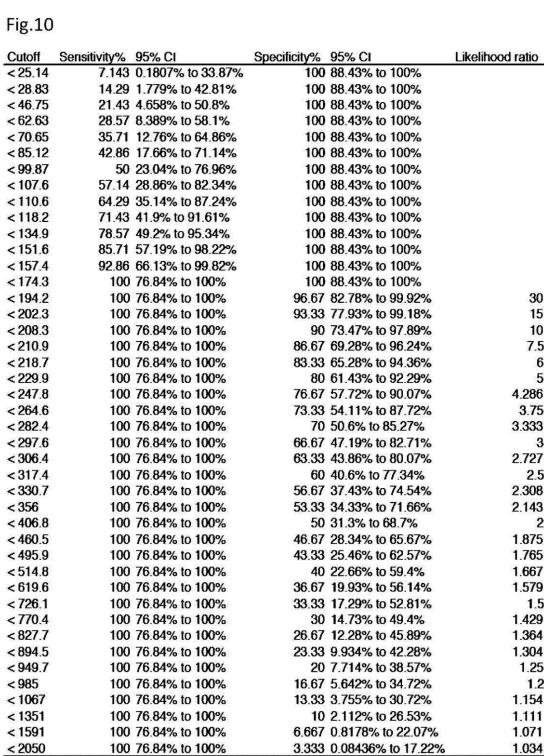 Fig.10
Cutoff Sensitivity% 95% CI Specificity% 95% CI Likelihood ratio
< 25.14 7.143 0.1807% to 33.87% 100 88.43% to 100%
< 28.83 14.29 1.779% to 42.81% 100 88.43% to 100%
< 46.75 21.43 4.658% to 50.8% 100 88.43% to 100%
< 62.63 28.57 8.389% to 58.1% 100 88.43% to 100%
< 70.65 35.71 12.76% to 64.86% 100 88.43% to 100%
< 85.12 42.86 17.66% to 71.14% 100 88.43% to 100%
< 99.87 50 23.04% to 76.96% 100 88.43% to 100%
< 107.6 57.14 28.86% to 82.34% 100 88.43% to 100%
< 110.6 64.29 35.14% to 87.24% 100 88.43% to 100%
< 118.2 71.43 41.9% to 91.61% 100 88.43% to 100%
< 134.9 78.57 49.2% to 95.34% 100 88.43% to 100%
< 151.6 85.71 57.19% to 98.22% 100 88.43% to 100%
< 157.4 92.86 66.13% to 99.82% 100 88.43% to 100%
< 174.3 100 76.84% to 100% 100 88.43% to 100%
< 194.2 100 76.84% to 100% 96.67 82.78% to 99.92% 30
< 202.3 100 76.84% to 100% 93.33 77.93% to 99.18% 15
< 208.3 100 76.84% to 100% 90 73.47% to 97.89% 10
< 210.9 100 76.84% to 100% 86.67 69.28% to 96.24% 7.5
< 218.7 100 76.84% to 100% 83.33 65.28% to 94.36% 6
< 229.9 100 76.84% to 100% 80 61.43% to 92.29% 5
< 247.8 100 76.84% to 100% 76.67 57.72% to 90.07% 4.286
< 264.6 100 76.84% to 100% 73.33 54.11% to 87.72% 3.75
< 282.4 100 76.84% to 100% 70 50.6% to 85.27% 3.333
< 297.6 100 76.84% to 100% 66.67 47.19% to 82.71% 3
< 306.4 100 76.84% to 100% 63.33 43.86% to 80.07% 2.727
< 317.4 100 76.84% to 100% 60 40.6% to 77.34% 2.5
< 330.7 100 76.84% to 100% 56.67 37.43% to 74.54% 2.308
< 356 100 76.84% to 100% 53.33 34.33% to 71.66% 2.143
< 406.8 100 76.84% to 100% 50 31.3% to 68.7% 2
< 460.5 100 76.84% to 100% 46.67 28.34% to 65.67% 1.875
< 495.9 100 76.84% to 100% 43.33 25.46% to 62.57% 1.765
< 514.8 100 76.84% to 100% 40 22.66% to 59.4% 1.667
< 619.6 100 76.84% to 100% 36.67 19.93% to 56.14% 1.579
< 726.1 100 76.84% to 100% 33.33 17.29% to 52.81% 1.5
< 770.4 100 76.84% to 100% 30 14.73% to 49.4% 1.429
< 827.7 100 76.84% to 100% 26.67 12.28% to 45.89% 1.364
< 894.5 100 76.84% to 100% 23.33 9.934% to 42.28% 1.304
< 949.7 100 76.84% to 100% 20 7.714% to 38.57% 1.25
< 985 100 76.84% to 100% 16.67 5.642% to 34.72% 1.2
< 1067 100 76.84% to 100% 13.33 3.755% to 30.72% 1.154
< 1351 100 76.84% to 100% 10 2.112% to 26.53% 1.111
< 1591 100 76.84% to 100% 6.667 0.8178% to 22.07% 1.071
< 2050 100 76.84% to 100% 3.333 0.08436% to 17.22% 1.034